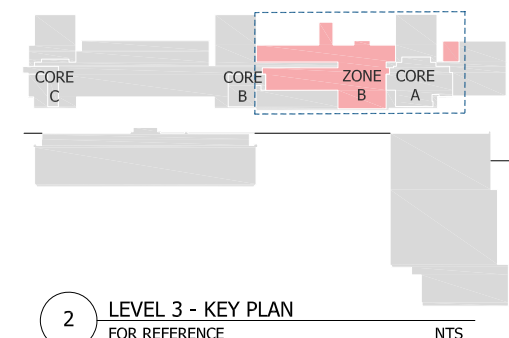 CORE C
CORE B
ZONE B
CORE A
2
LEVEL 3 - KEY PLAN
FOR REFERENCE NTS